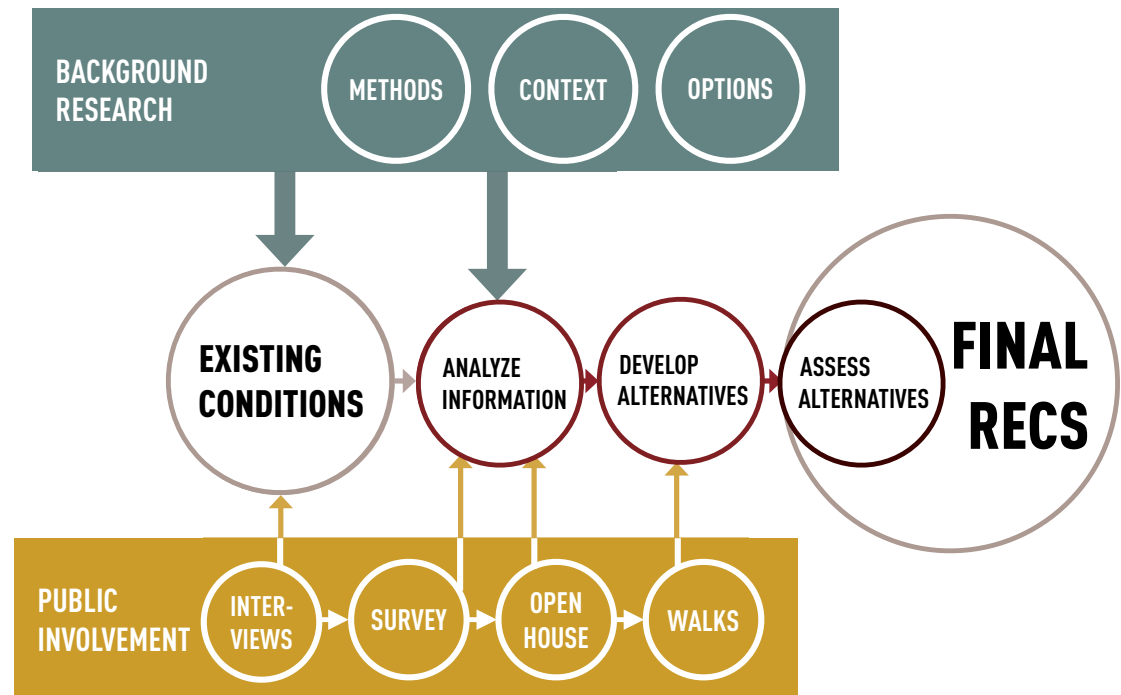 BACKGROUND
RESEARCH
METHODS
CONTEXT
OPTIONS
EXISTING
CONDITIONS
ANALYZE
INFORMATION
DEVELOP
ALTERNATIVES
ASSESS
ALTERNATIVES
FINAL
RECS
PUBLIC
INVOLVEMENT
INTER-
VIEWS
SURVEY
OPEN
HOUSE
WALKS